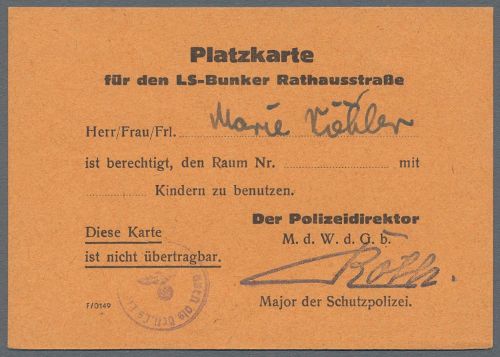 Platzkarte
für den LS-Bunker Rathausstraße
Herr/Frau/Frl. Marie Köhler
ist berechtigt, den Raum Nr. mit
Kindern zu benutzen.
Diese Karte
ist nicht übertragbar.
Der Polizeidirektor
M. d. W. d. G. b.
Röth.
Major der Schutzpolizei.
F/0149